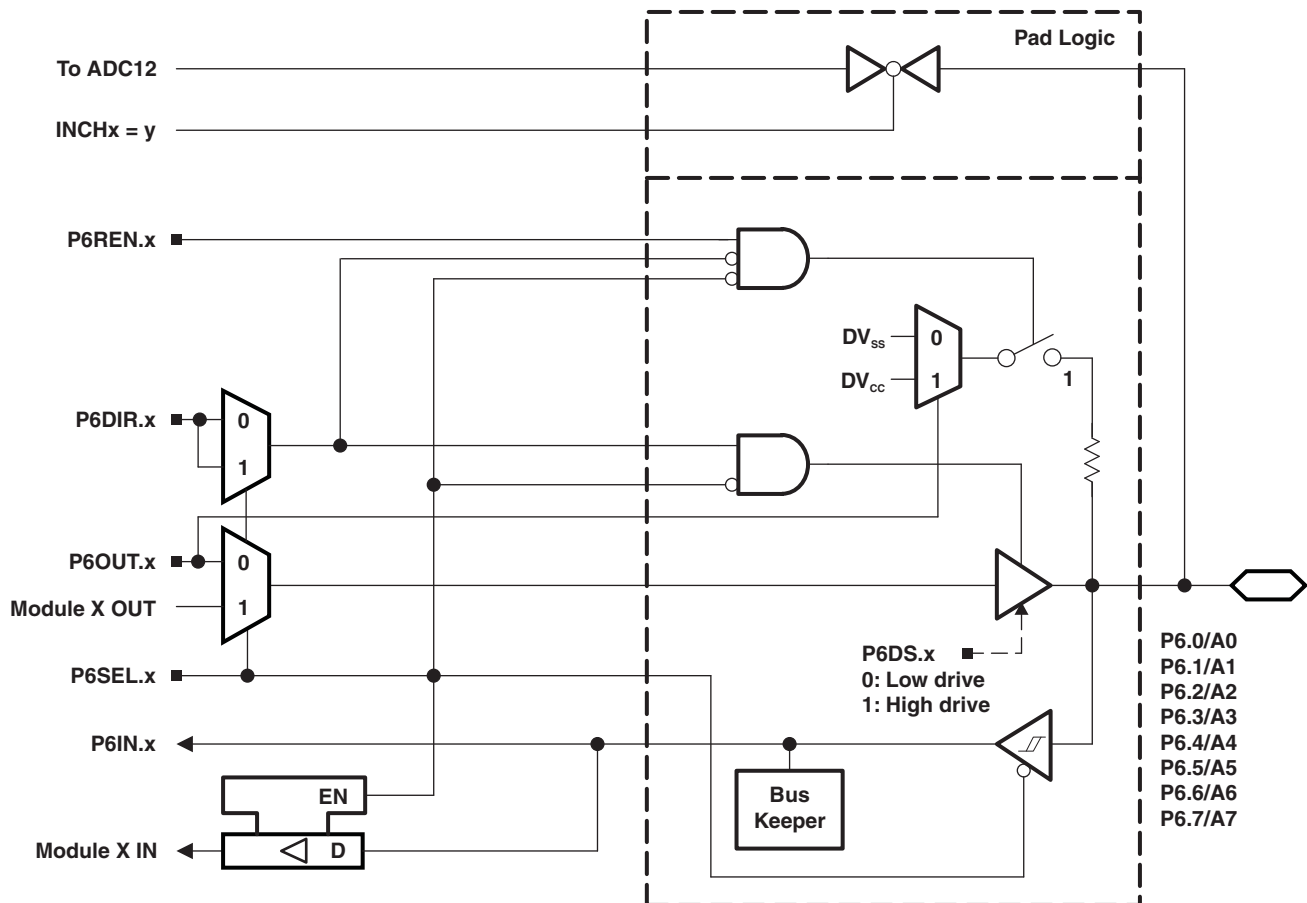 Pad Logic
To ADC12
INCHx = y
P6REN.x
DVSS
0
DVCC
1
1
P6DIR.x
0
1
P6OUT.x
0
Module X OUT
1
P6SEL.x
P6DS.x
0: Low drive
1: High drive
P6.0/A0
P6.1/A1
P6.2/A2
P6.3/A3
P6.4/A4
P6.5/A5
P6.6/A6
P6.7/A7
P6IN.x
Bus
Keeper
EN
D
Module X IN